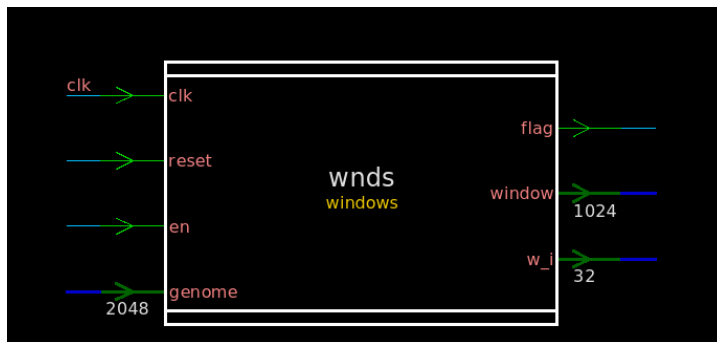 clk
clk
reset
en
genome
2048
wnds
windows
flag
window
1024
w_i
32